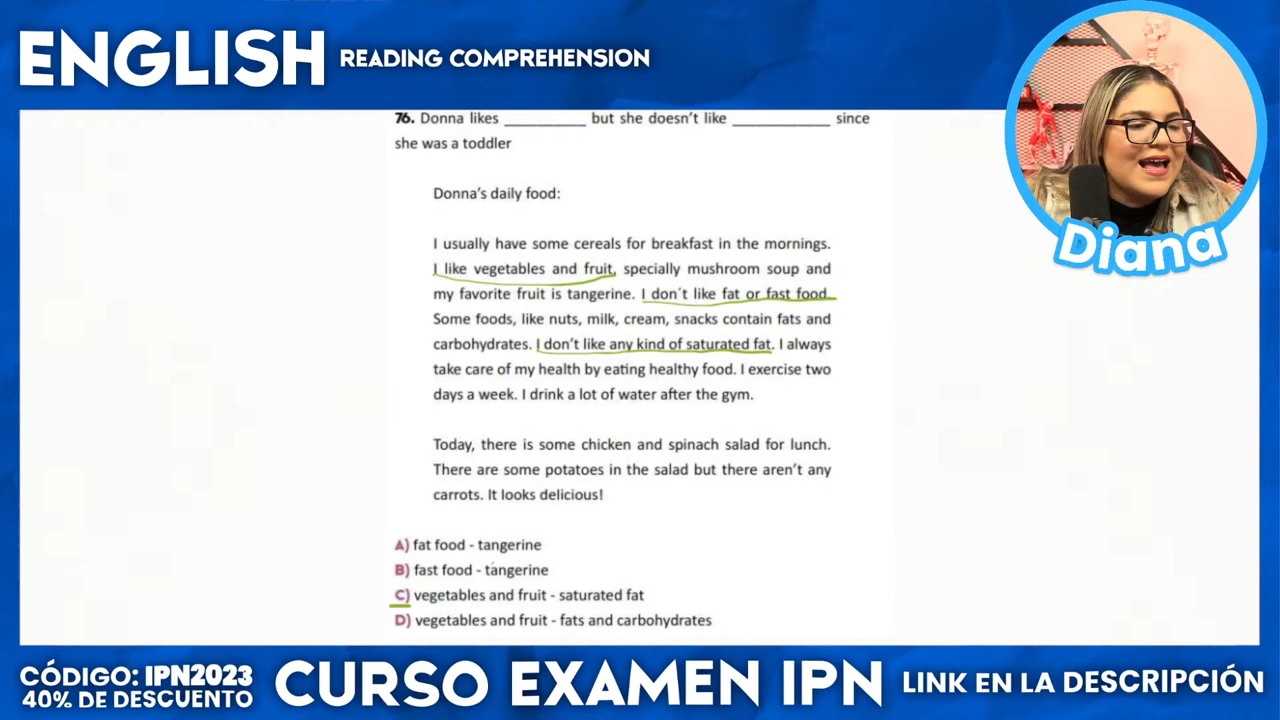 ENGLISH READING COMPREHENSION
76. Donna likes __________ but she doesn't like ____________ since
she was a toddler
Donna's daily food:
I usually have some cereals for breakfast in the mornings.
I like vegetables and fruit, specially mushroom soup and
my favorite fruit is tangerine. I don´t like fat or fast food.
Some foods, like nuts, milk, cream, snacks contain fats and
carbohydrates. I don't like any kind of saturated fat. I always
take care of my health by eating healthy food. I exercise two
days a week. I drink a lot of water after the gym.
Today, there is some chicken and spinach salad for lunch.
There are some potatoes in the salad but there aren't any
carrots. It looks delicious!
A) fat food - tangerine
B) fast food - tangerine
C) vegetables and fruit - saturated fat
D) vegetables and fruit - fats and carbohydrates
Diana
CÓDIGO: IPN2023
40% DE DESCUENTO
CURSO EXAMEN IPN
LINK EN LA DESCRIPCIÓN